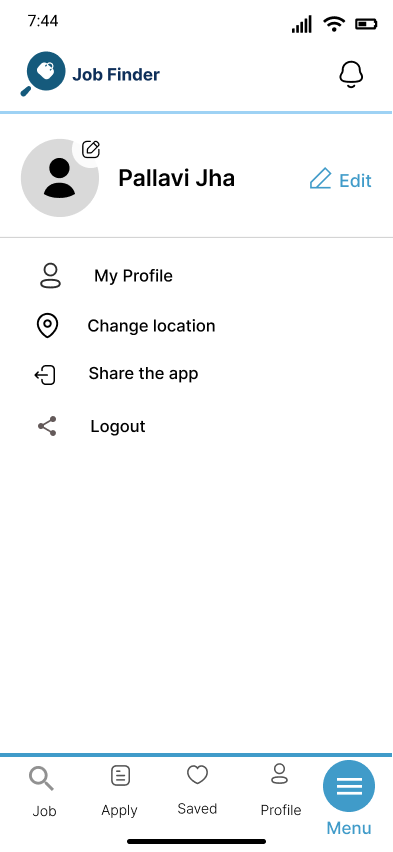 7:44
Job Finder
Pallavi Jha
Edit
My Profile
Change location
Share the app
Logout
Job
Apply
Saved
Profile
Menu